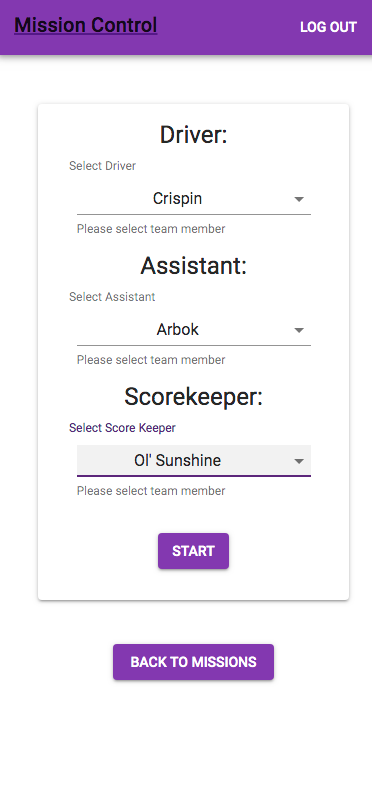 Mission Control
LOG OUT
Driver:
Select Driver
Crispin
Please select team member
Assistant:
Select Assistant
Arbok
Please select team member
Scorekeeper:
Select Score Keeper
Ol' Sunshine
Please select team member
START
BACK TO MISSIONS